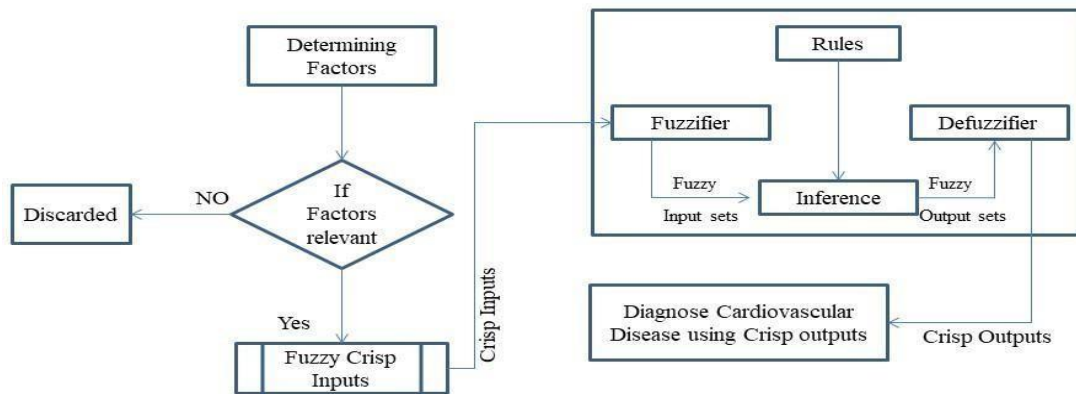 Determining
Factors
If
Factors
relevant
NO
Discarded
Yes
Fuzzy Crisp
Inputs
Crisp Inputs
Rules
Fuzzifier
Defuzzifier
Fuzzy
Input sets
Inference
Fuzzy
Output sets
Crisp Outputs
Diagnose Cardiovascular
Disease using Crisp outputs